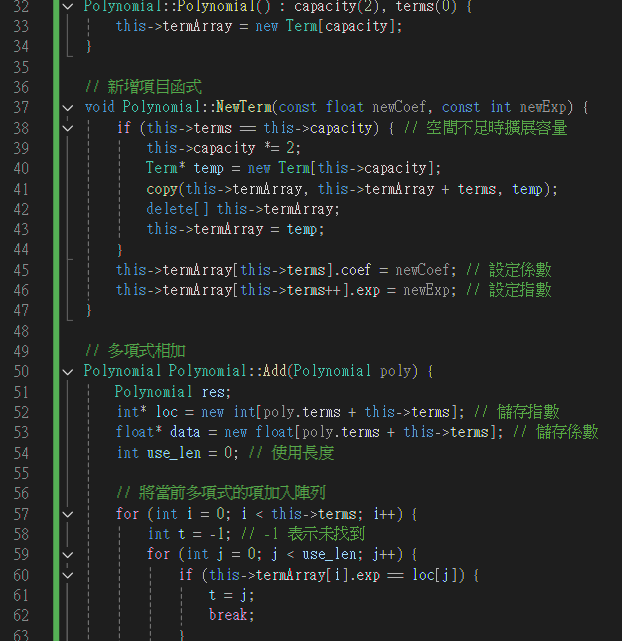 32 Polynomial::Polynomial() : capacity(2), terms(0) {
33     this->termArray = new Term[capacity];
34 }
35
36 // 新增項目函式
37 void Polynomial::NewTerm(const float newCoef, const int newExp) {
38     if (this->terms == this->capacity) { // 空間不足時擴展容量
39         this->capacity *= 2;
40         Term* temp = new Term[this->capacity];
41         copy(this->termArray, this->termArray + terms, temp);
42         delete[] this->termArray;
43         this->termArray = temp;
44     }
45     this->termArray[this->terms].coef = newCoef; // 設定係數
46     this->termArray[this->terms++].exp = newExp; // 設定指數
47 }
48
49 // 多項式相加
50 Polynomial Polynomial::Add(Polynomial poly) {
51     Polynomial res;
52     int* loc = new int[poly.terms + this->terms]; // 儲存指數
53     float* data = new float[poly.terms + this->terms]; // 儲存係數
54     int use_len = 0; // 使用長度
55
56     // 將當前多項式的項加入陣列
57     for (int i = 0; i < this->terms; i++) {
58         int t = -1; // -1 表示未找到
59         for (int j = 0; j < use_len; j++) {
60             if (this->termArray[i].exp == loc[j]) {
61                 t = j;
62                 break;
63             }